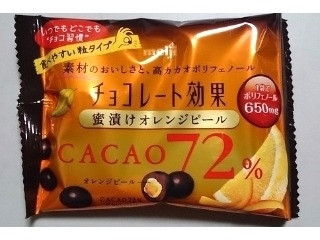 いつでもどこでも
"チョコ習慣"
食べやすい粒タイプ
meiji
素材のおいしさと、高カカオポリフェノール
チョコレート効果
蜜漬けオレンジピール
1袋で
ポリフェノール
650mg
CACAO72%
オレンジピール
CACAO 72%